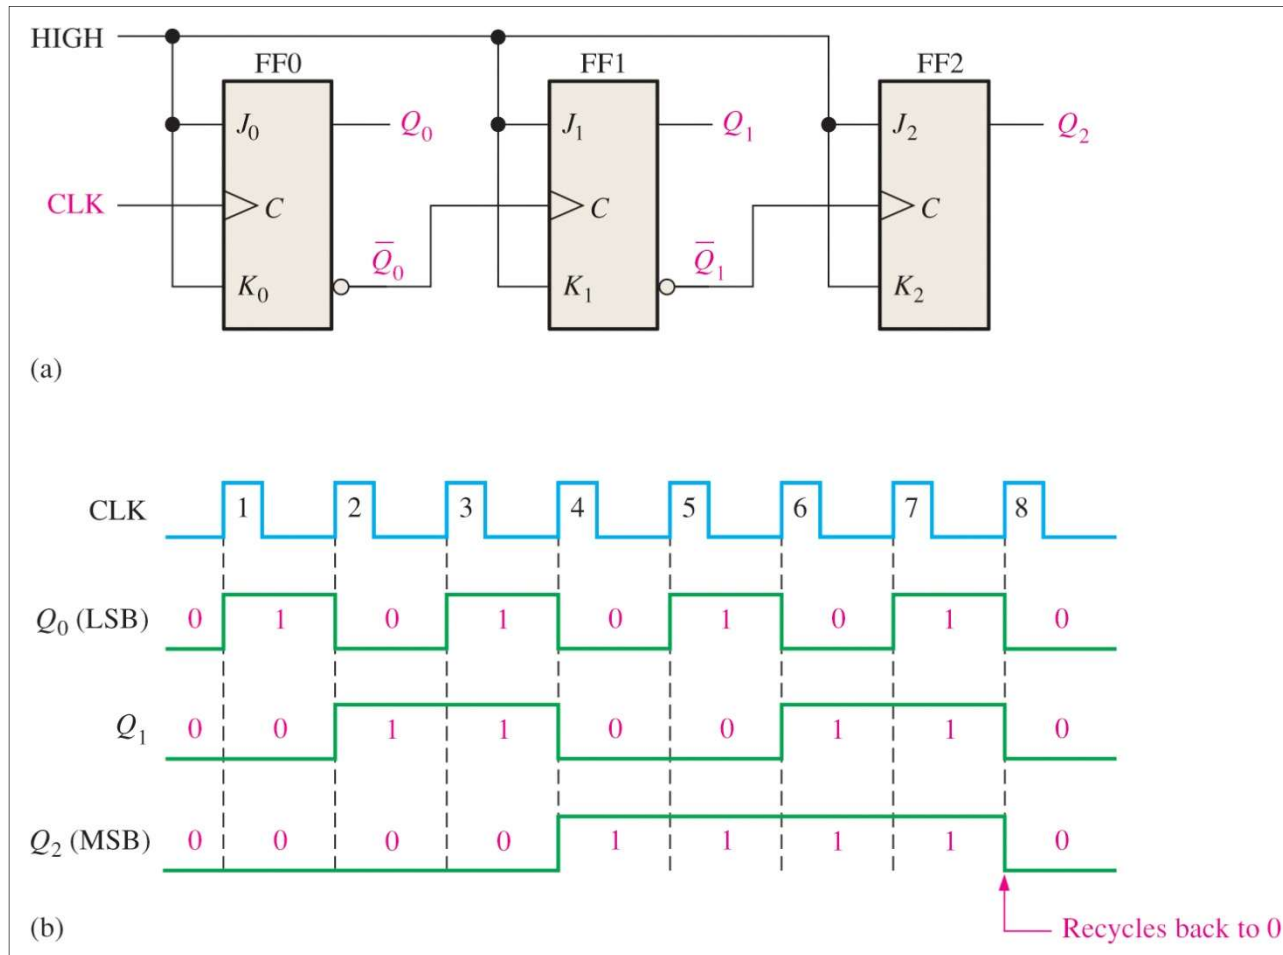 HIGH
FF0 FF1 FF2
J₀ Q₀ J₁ Q₁ J₂ Q₂
CLK C C C
Q̅₀ Q̅₁
K₀ K₁ K₂
(a)
CLK 1 2 3 4 5 6 7 8
Q₀ (LSB) 0 1 0 1 0 1 0 1 0
Q₁ 0 0 1 1 0 0 1 1 0
Q₂ (MSB) 0 0 0 0 1 1 1 1 0
(b) Recycles back to 0